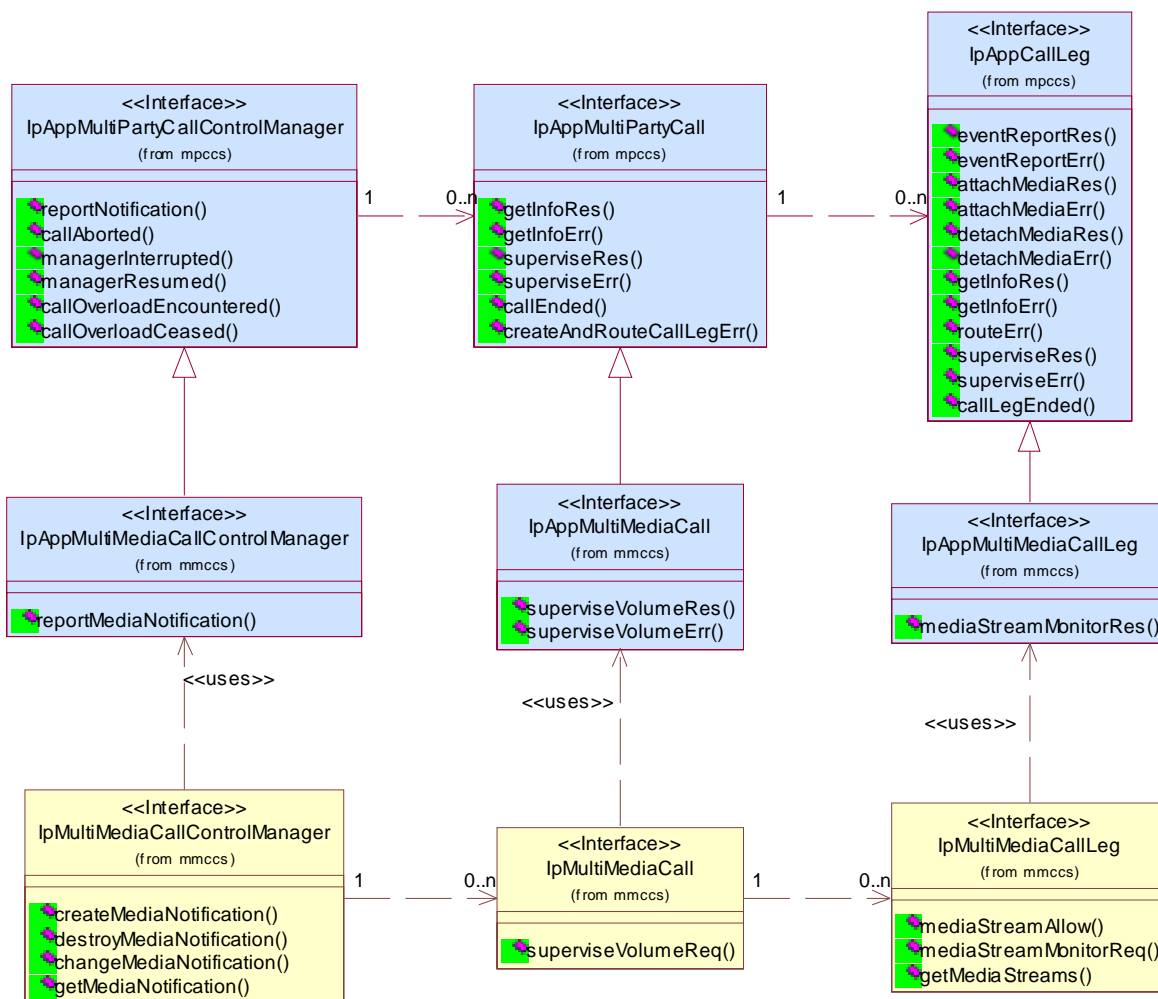 <<Interface>>
IpAppMultiPartyCallControlManager
(from mpccs)
reportNotification()
callAborted()
managerInterrupted()
managerResumed()
callOverloadEncountered()
callOverloadCeased()
1
0..n
<<Interface>>
IpAppMultiPartyCall
(from mpccs)
getInfoRes()
getInfoErr()
superviseRes()
superviseErr()
callEnded()
createAndRouteCallLegErr()
1
0..n
<<Interface>>
IpAppCallLeg
(from mpccs)
eventReportRes()
eventReportErr()
attachMediaRes()
attachMediaErr()
detachMediaRes()
detachMediaErr()
getInfoRes()
getInfoErr()
routeErr()
superviseRes()
superviseErr()
callLegEnded()
<<Interface>>
IpAppMultiMediaCallControlManager
(from mmccs)
reportMediaNotification()
<<Interface>>
IpAppMultiMediaCall
(from mmccs)
superviseVolumeRes()
superviseVolumeErr()
<<Interface>>
IpAppMultiMediaCallLeg
(from mmccs)
mediaStreamMonitorRes()
<<uses>>
<<uses>>
<<uses>>
<<Interface>>
IpMultiMediaCallControlManager
(from mmccs)
createMediaNotification()
destroyMediaNotification()
changeMediaNotification()
getMediaNotification()
1
0..n
<<Interface>>
IpMultiMediaCall
(from mmccs)
superviseVolumeReq()
1
0..n
<<Interface>>
IpMultiMediaCallLeg
(from mmccs)
mediaStreamAllow()
mediaStreamMonitorReq()
getMediaStreams()